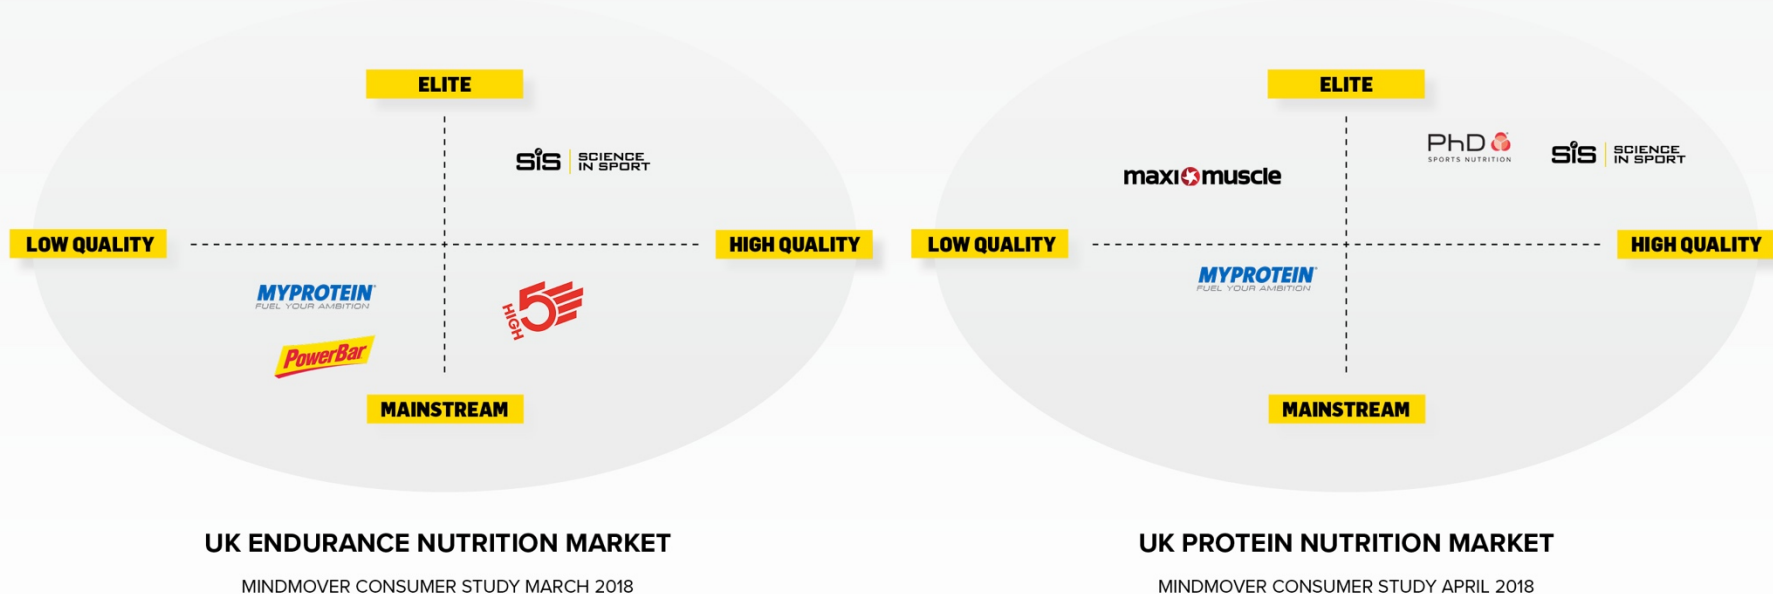 ELITE
SiS SCIENCE IN SPORT
LOW QUALITY
HIGH QUALITY
MYPROTEIN
FUEL YOUR AMBITION
HIGH5
PowerBar
MAINSTREAM
UK ENDURANCE NUTRITION MARKET
MINDMOVER CONSUMER STUDY MARCH 2018
ELITE
PhD
SPORTS NUTRITION
SiS SCIENCE IN SPORT
maximuscle
LOW QUALITY
HIGH QUALITY
MYPROTEIN
FUEL YOUR AMBITION
MAINSTREAM
UK PROTEIN NUTRITION MARKET
MINDMOVER CONSUMER STUDY APRIL 2018